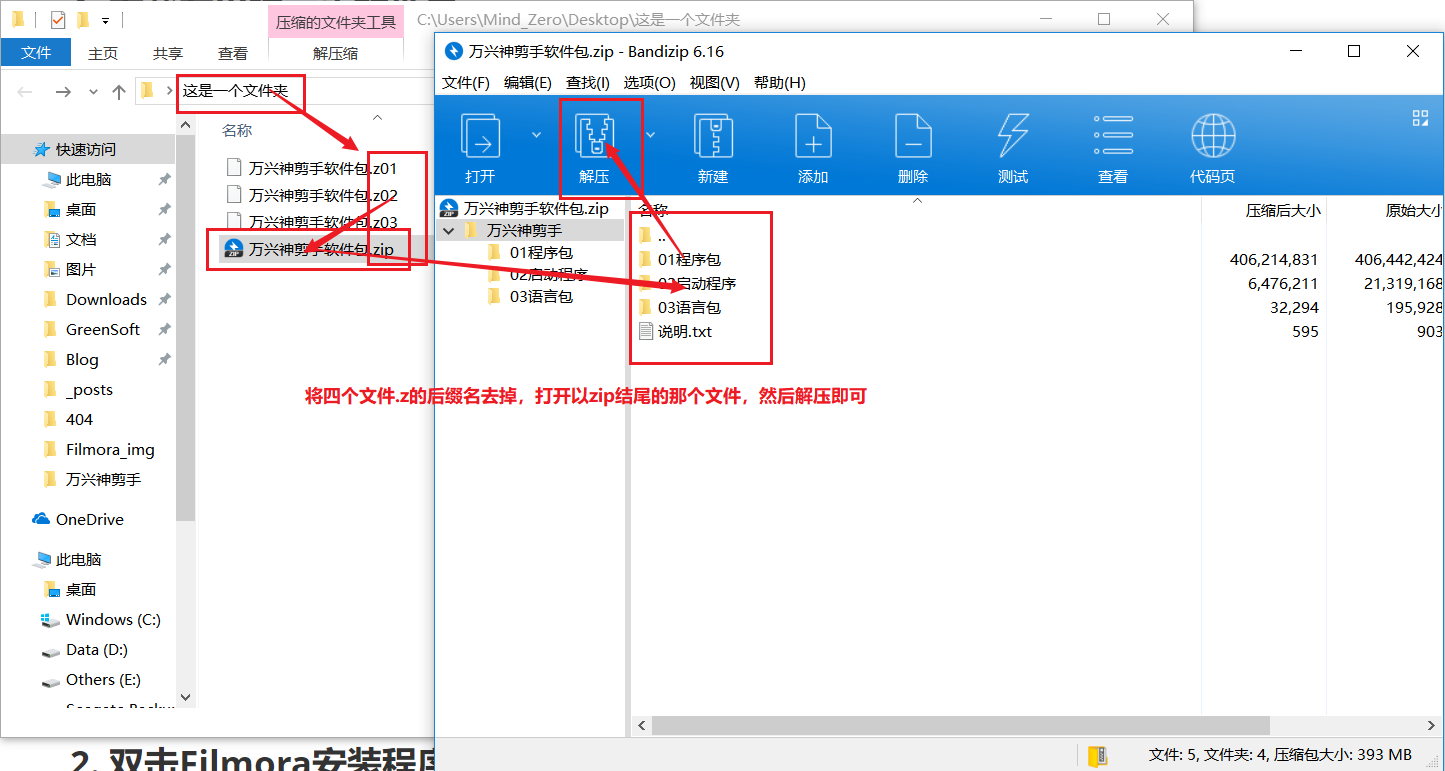 压缩的文件夹工具
C:\Users\Mind_Zero\Desktop\这是一个文件夹
文件
主页
共享
查看
解压缩
这是一个文件夹
名称
万兴神剪手软件包.z01
万兴神剪手软件包.z02
万兴神剪手软件包.z03
万兴神剪手软件包.zip
快速访问
此电脑
桌面
文档
图片
Downloads
GreenSoft
Blog
_posts
404
Filmora_img
万兴神剪手
OneDrive
此电脑
桌面
Windows (C:)
Data (D:)
Others (E:)
万兴神剪手软件包.zip - Bandizip 6.16
文件(F) 编辑(E) 查找(I) 选项(O) 视图(V) 帮助(H)
打开
解压
新建
添加
删除
测试
查看
代码页
万兴神剪手软件包.zip
万兴神剪手
01程序包
02启动程序
03语言包
名称 压缩后大小 原始大小
..
01程序包 406,214,831 406,442,424
02启动程序 6,476,211 21,319,168
03语言包 32,294 195,928
说明.txt 595 903
将四个文件.z的后缀名去掉，打开以zip结尾的那个文件，然后解压即可
文件: 5, 文件夹: 4, 压缩包大小: 393 MB
2. 双击Filmora安装程序